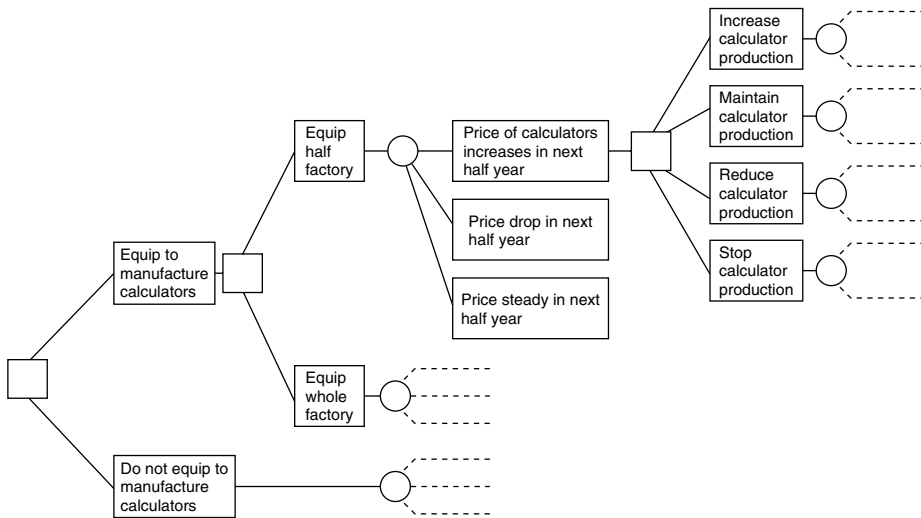 Increase
calculator
production
Maintain
calculator
production
Equip
half
factory
Price of calculators
increases in next
half year
Reduce
calculator
production
Price drop in next
half year
Stop
calculator
production
Equip to
manufacture
calculators
Price steady in next
half year
Equip
whole
factory
Do not equip to
manufacture
calculators